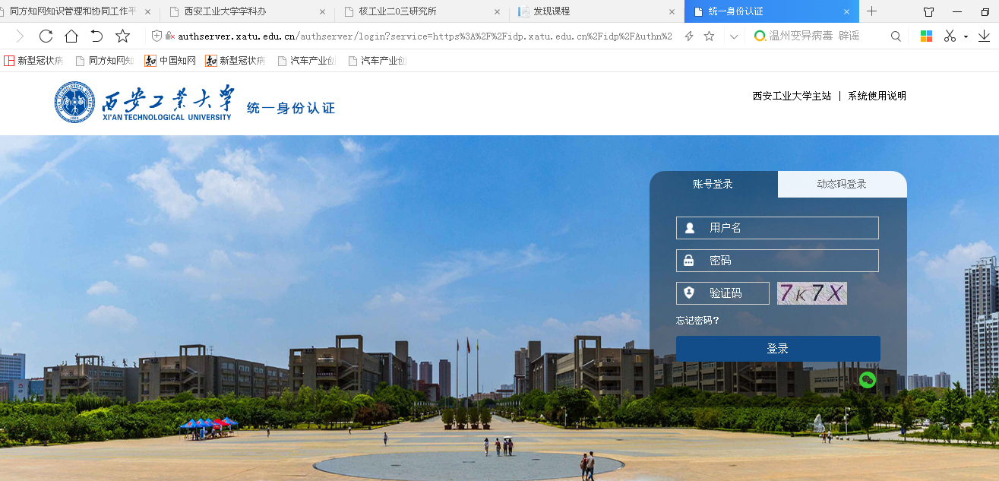 同方知网知识管理和协同工作平
西安工业大学学科办
核工业二O三研究所
发现课程
统一身份认证
authserver.xatu.edu.cn/authserver/login?service=https%3A%2F%2Fidp.xatu.edu.cn%2Fidp%2FAuthn%2
温州变异病毒 辟谣
新型冠状病
同方知网知
中国知网
新型冠状病
汽车产业创
汽车产业创
西安工业大学
XI'AN TECHNOLOGICAL UNIVERSITY
统一身份认证
西安工业大学主站 | 系统使用说明
账号登录
动态码登录
用户名
密码
验证码
7K7X
忘记密码?
登录